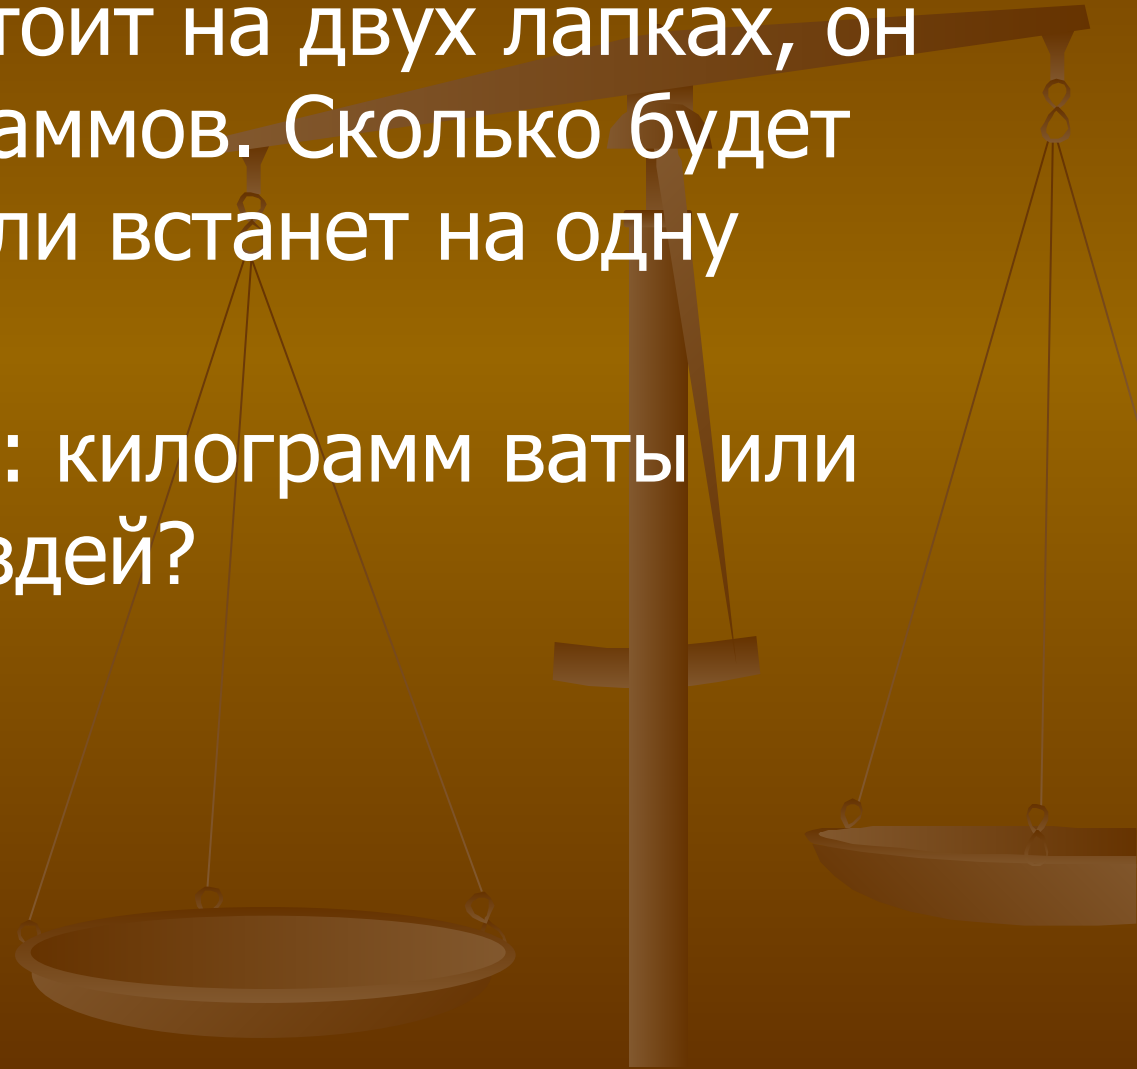 тоит на двух лапках, он
аммов. Сколько будет
ли встанет на одну
: килограмм ваты или
здей?